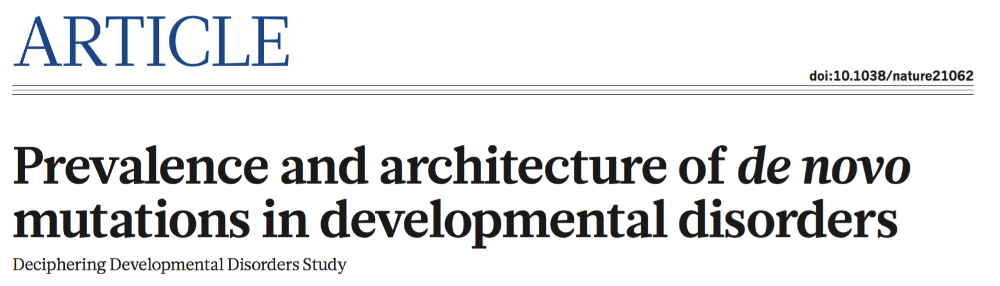 ARTICLE
doi:10.1038/nature21062
Prevalence and architecture of de novo
mutations in developmental disorders
Deciphering Developmental Disorders Study